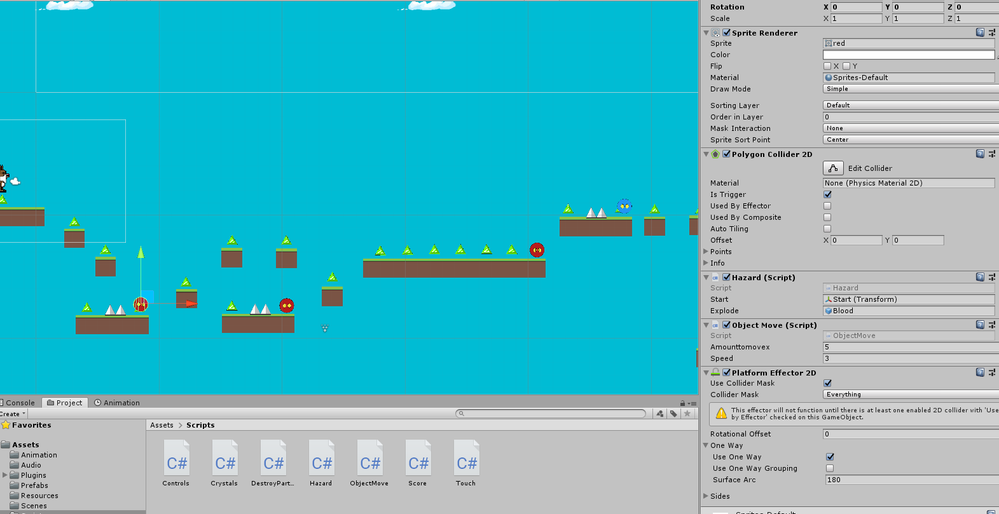 Rotation X 0 Y 0 Z 0
Scale X 1 Y 1 Z 1
Sprite Renderer
Sprite red
Color
Flip X Y
Material Sprites-Default
Draw Mode Simple
Sorting Layer Default
Order in Layer 0
Mask Interaction None
Sprite Sort Point Center
Polygon Collider 2D
Edit Collider
Material None (Physics Material 2D)
Is Trigger
Used By Effector
Used By Composite
Auto Tiling
Offset X 0 Y 0
Points
Info
Hazard (Script)
Script Hazard
Start Start (Transform)
Explode Blood
Object Move (Script)
Script ObjectMove
Amounttomovex 5
Speed 3
Platform Effector 2D
Use Collider Mask
Collider Mask Everything
This effector will not function until there is at least one enabled 2D collider with 'Use
by Effector' checked on this GameObject.
Rotational Offset 0
One Way
Use One Way
Use One Way Grouping
Surface Arc 180
Sides
Sprites-Default
Console Project Animation
Create
Favorites
Assets
Animation
Audio
Plugins
Prefabs
Resources
Scenes
Assets > Scripts
C# C# C# C# C# C# C#
Controls Crystals DestroyPart... Hazard ObjectMove Score Touch